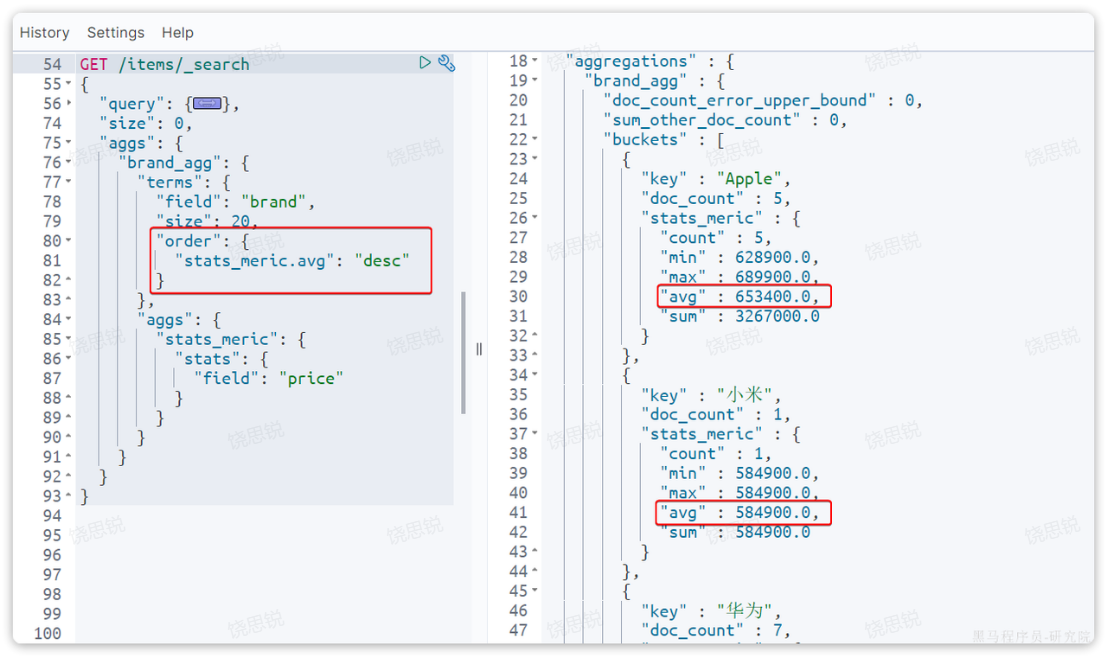 History Settings Help
54 GET /items/_search
55 {
56 "query": {},
74 "size": 0,
75 "aggs": {
76 "brand_agg": {
77 "terms": {
78 "field": "brand",
79 "size": 20,
80 "order": {
81 "stats_meric.avg": "desc"
82 }
83 },
84 "aggs": {
85 "stats_meric": {
86 "stats": {
87 "field": "price"
88 }
89 }
90 }
91 }
92 }
93 }
94
95
96
97
98
99
100
18 "aggregations" : {
19 "brand_agg" : {
20 "doc_count_error_upper_bound" : 0,
21 "sum_other_doc_count" : 0,
22 "buckets" : [
23 {
24 "key" : "Apple",
25 "doc_count" : 5,
26 "stats_meric" : {
27 "count" : 5,
28 "min" : 628900.0,
29 "max" : 689900.0,
30 "avg" : 653400.0,
31 "sum" : 3267000.0
32 }
33 },
34 {
35 "key" : "小米",
36 "doc_count" : 1,
37 "stats_meric" : {
38 "count" : 1,
39 "min" : 584900.0,
40 "max" : 584900.0,
41 "avg" : 584900.0,
42 "sum" : 584900.0
43 }
44 },
45 {
46 "key" : "华为",
47 "doc_count" : 7,
饶思锐
黑马程序员-研究院